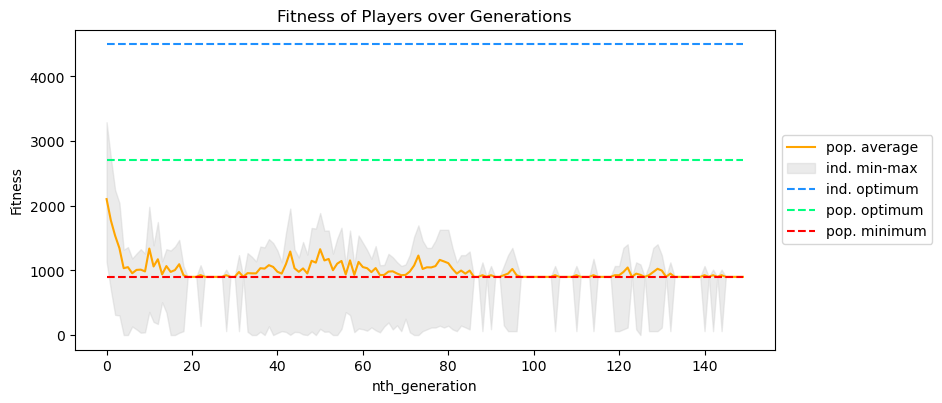 Fitness of Players over Generations
Fitness
4000
3000
2000
1000
0
0 20 40 60 80 100 120 140
nth_generation
pop. average
ind. min-max
ind. optimum
pop. optimum
pop. minimum